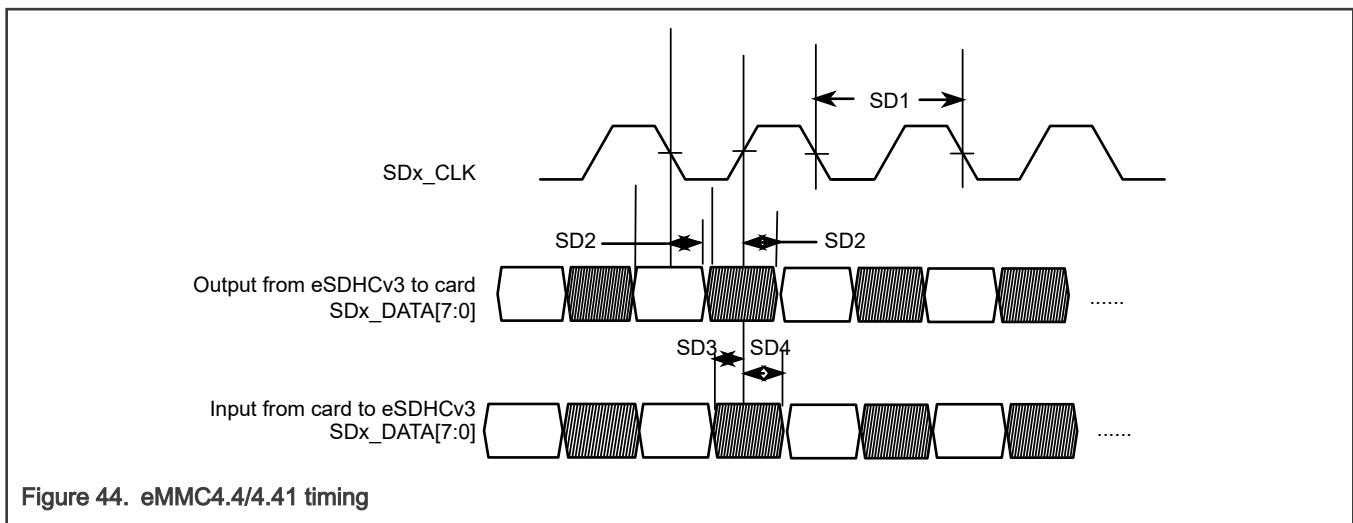 SD1
SDx_CLK
SD2
SD2
Output from eSDHCv3 to card
SDx_DATA[7:0]
......
SD3
SD4
Input from card to eSDHCv3
SDx_DATA[7:0]
......
Figure 44. eMMC4.4/4.41 timing